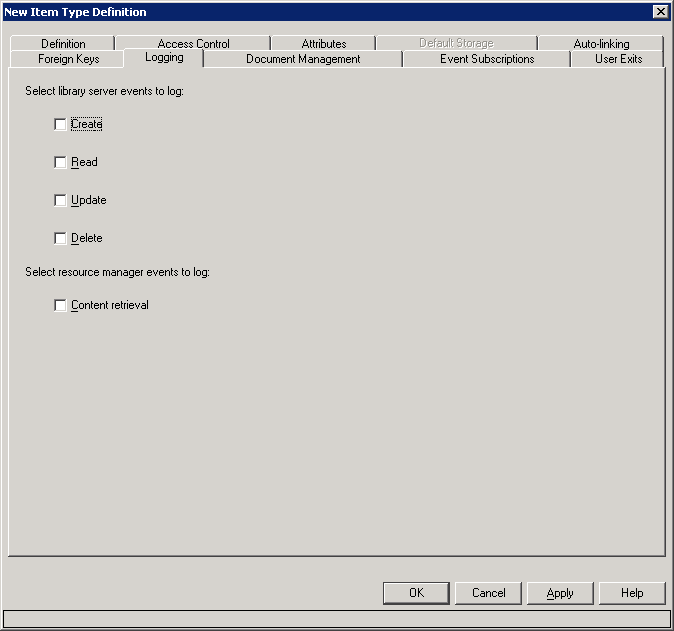 New Item Type Definition
Definition Access Control Attributes Default Storage Auto-linking
Foreign Keys Logging Document Management Event Subscriptions User Exits
Select library server events to log:
Create
Read
Update
Delete
Select resource manager events to log:
Content retrieval
OK Cancel Apply Help